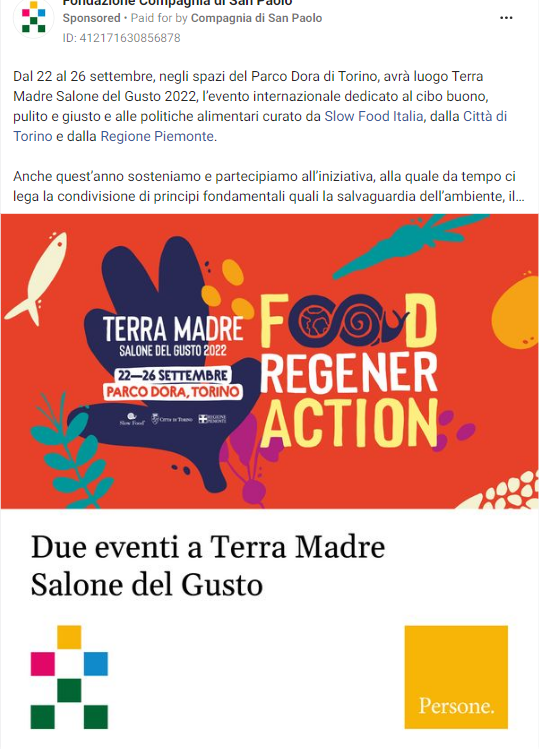 Fondazione Compagnia di San Paolo
Sponsored • Paid for by Compagnia di San Paolo
ID: 412171630856878
Dal 22 al 26 settembre, negli spazi del Parco Dora di Torino, avrà luogo Terra
Madre Salone del Gusto 2022, l'evento internazionale dedicato al cibo buono,
pulito e giusto e alle politiche alimentari curato da Slow Food Italia, dalla Città di
Torino e dalla Regione Piemonte.
Anche quest'anno sosteniamo e partecipiamo all'iniziativa, alla quale da tempo ci
lega la condivisione di principi fondamentali quali la salvaguardia dell'ambiente, il...
TERRA MADRE
SALONE DEL GUSTO 2022
22—26 SETTEMBRE
PARCO DORA, TORINO
Slow Food
CITTÀ DI TORINO
REGIONE
PIEMONTE
FOOD
REGENER
ACTION
Due eventi a Terra Madre
Salone del Gusto
Persone.